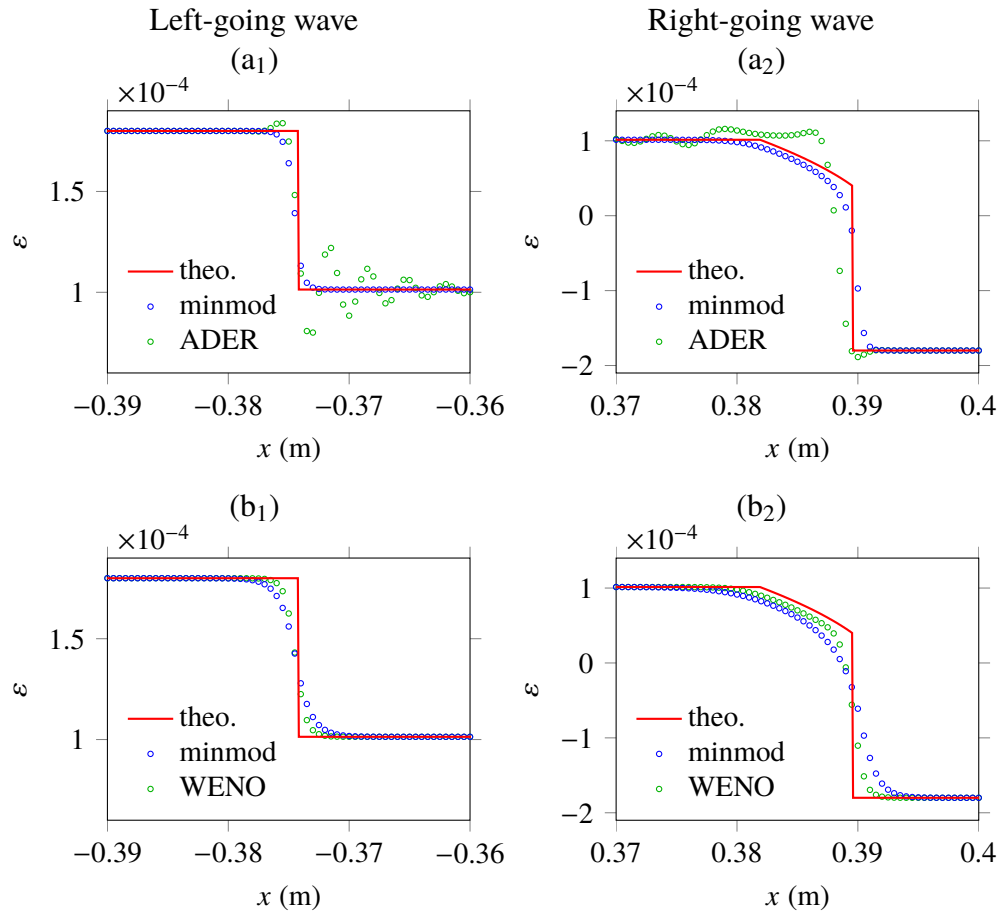 Left-going wave
Right-going wave
(a1)
(a2)
×10−4
×10−4
1.5
1
ε
theo.
minmod
ADER
−0.39
−0.38
−0.37
−0.36
x (m)
1
0
−1
−2
ε
theo.
minmod
ADER
0.37
0.38
0.39
0.4
x (m)
(b1)
(b2)
×10−4
×10−4
1.5
1
ε
theo.
minmod
WENO
−0.39
−0.38
−0.37
−0.36
x (m)
1
0
−1
−2
ε
theo.
minmod
WENO
0.37
0.38
0.39
0.4
x (m)